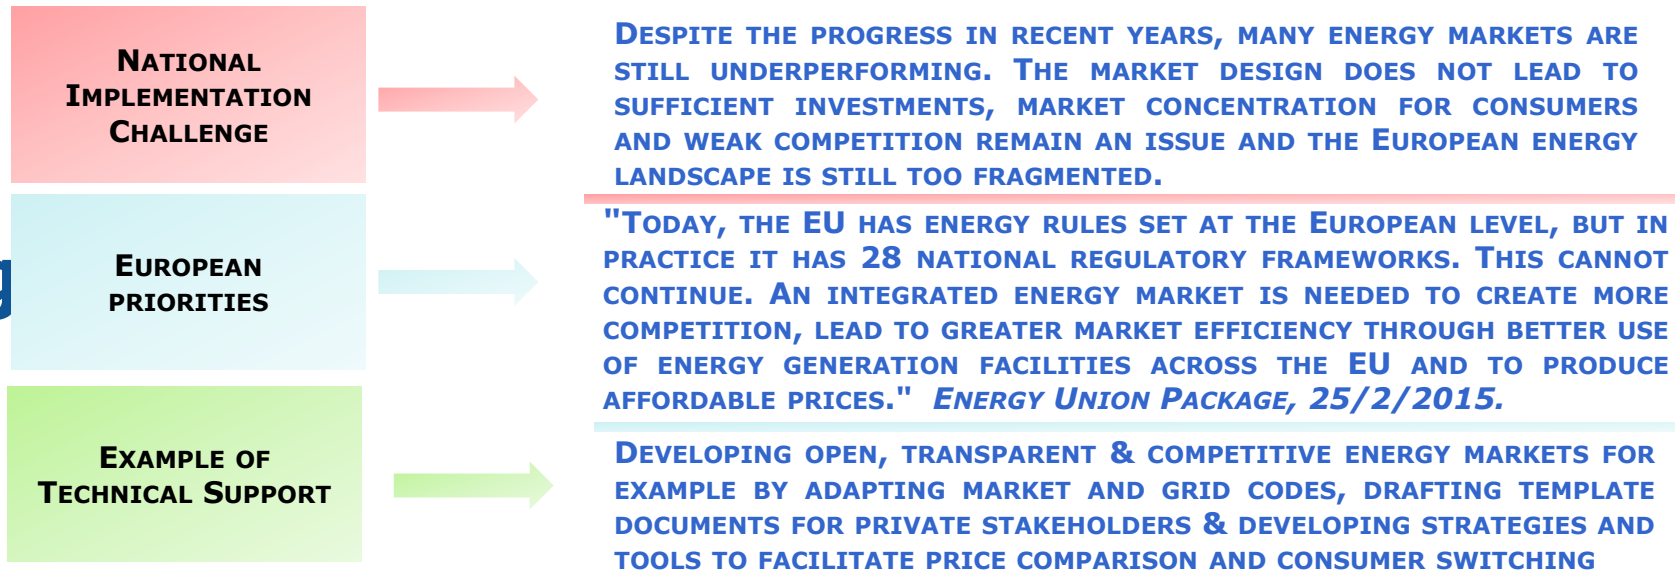 National
Implementation
Challenge
Despite the progress in recent years, many energy markets are
still underperforming. The market design does not lead to
sufficient investments, market concentration for consumers
and weak competition remain an issue and the European energy
landscape is still too fragmented.
European
priorities
"Today, the EU has energy rules set at the European level, but in
practice it has 28 national regulatory frameworks. This cannot
continue. An integrated energy market is needed to create more
competition, lead to greater market efficiency through better use
of energy generation facilities across the EU and to produce
affordable prices." Energy Union Package, 25/2/2015.
Example of
Technical Support
Developing open, transparent & competitive energy markets for
example by adapting market and grid codes, drafting template
documents for private stakeholders & developing strategies and
tools to facilitate price comparison and consumer switching